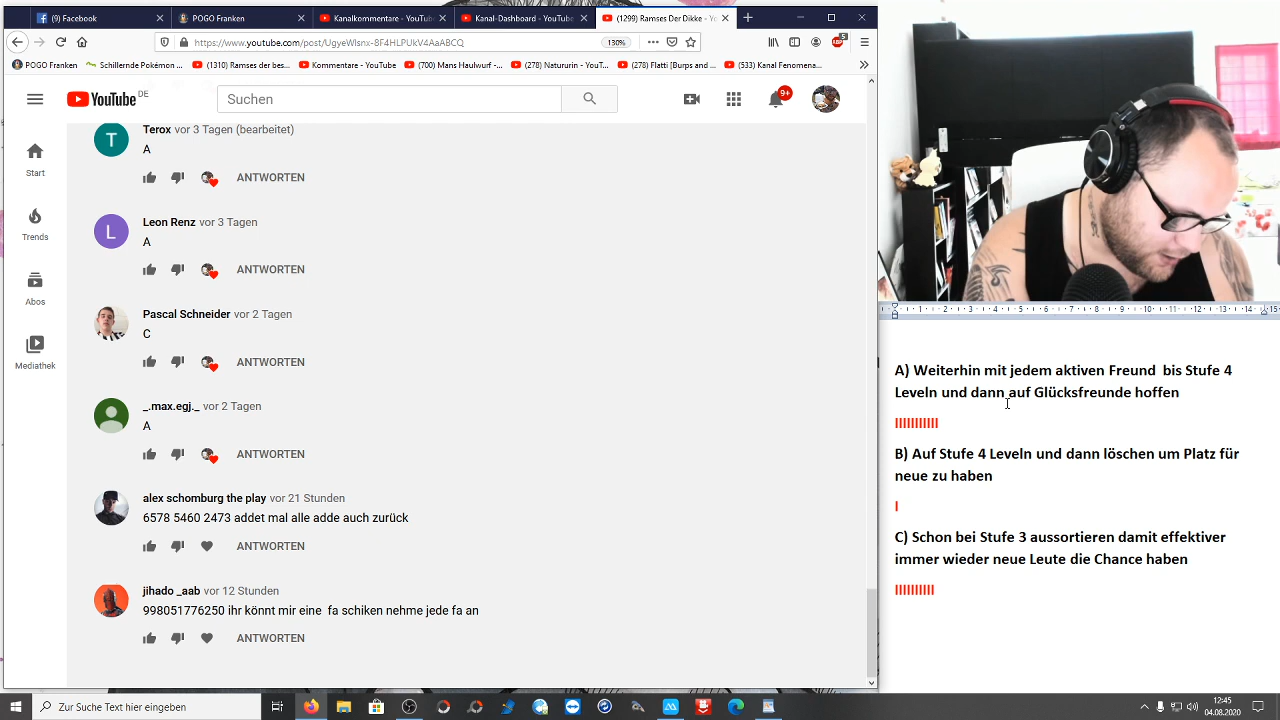 (9) Facebook
POGO Franken
Kanalkommentare - YouTube
Kanal-Dashboard - YouTube
(1299) Ramses Der Dikke - Yo
https://www.youtube.com/post/UgyeWlsnx-8F4HLPUkV4AaABCQ
130%
POGO Franken
Schillernde Pokémon ...
(1310) Ramses der bes...
Kommentare - YouTube
(700) Mans Haulwurf - ...
(278) Natururin - YouT...
(278) Flatti [Burps and ...
(533) Kanal Fenomena...
YouTube DE
Suchen
9+
Start
Trends
Abos
Mediathek
Terox vor 3 Tagen (bearbeitet)
A
ANTWORTEN
Leon Renz vor 3 Tagen
A
ANTWORTEN
Pascal Schneider vor 2 Tagen
C
ANTWORTEN
_.max.egj._ vor 2 Tagen
A
ANTWORTEN
alex schomburg the play vor 21 Stunden
6578 5460 2473 addet mal alle adde auch zurück
ANTWORTEN
jihado _aab vor 12 Stunden
998051776250 ihr könnt mir eine fa schiken nehme jede fa an
ANTWORTEN
A) Weiterhin mit jedem aktiven Freund bis Stufe 4
Leveln und dann auf Glücksfreunde hoffen
IIIIIIIIIII
B) Auf Stufe 4 Leveln und dann löschen um Platz für
neue zu haben
I
C) Schon bei Stufe 3 aussortieren damit effektiver
immer wieder neue Leute die Chance haben
IIIIIIIIII
Zur Suche Text hier eingeben
12:45
04.08.2020